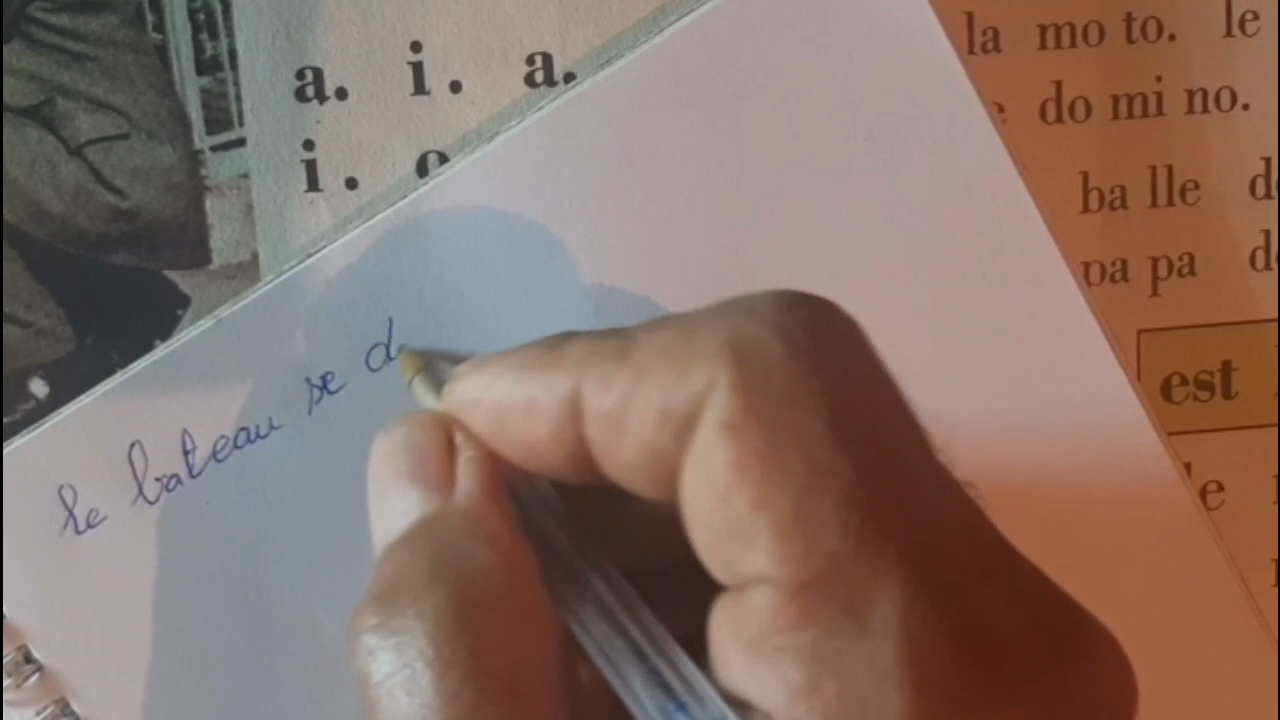 a. i. a.
i. o
la mo to. le
do mi no.
ba lle
pa pa
est
le bateau se d